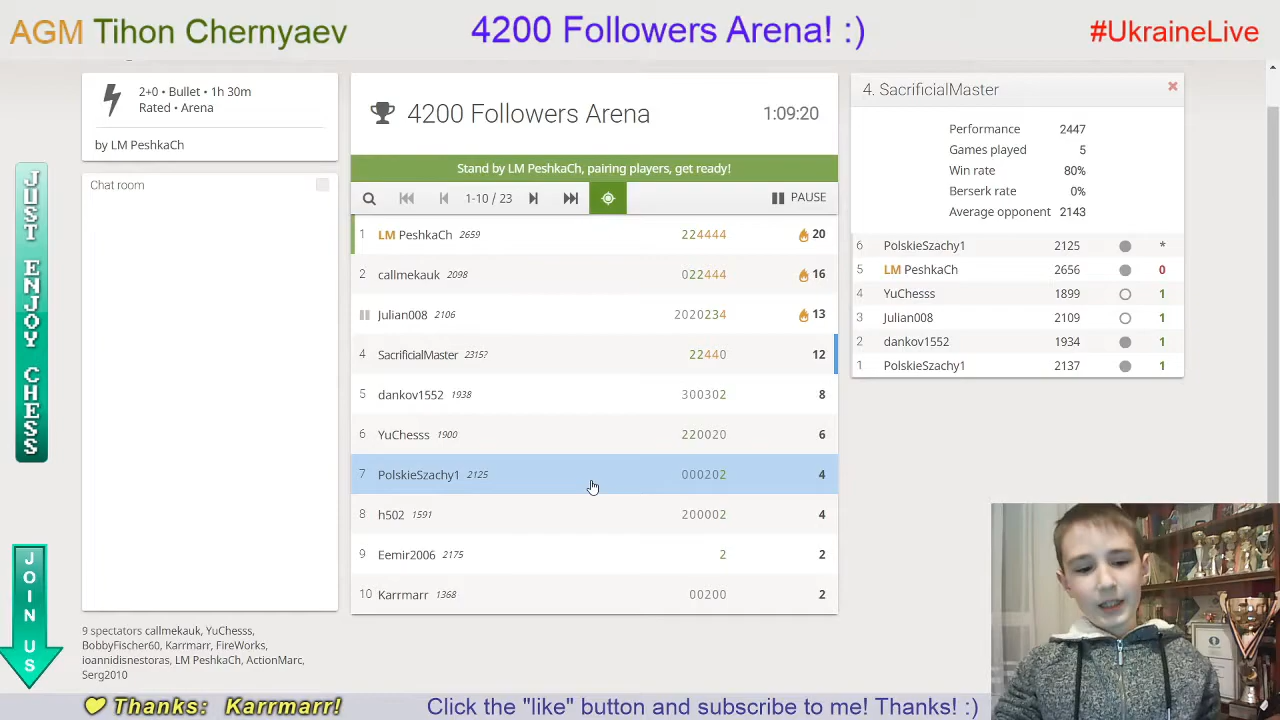 AGM Tihon Chernyaev
4200 Followers Arena! :)
#UkraineLive
2+0 • Bullet • 1h 30m
Rated • Arena
by LM PeshkaCh
JUST ENJOY CHESS
JOIN US
Chat room
9 spectators callmekauk, YuChesss,
BobbyFischer60, Karrmarr, FireWorks,
ioannidisnestoras, LM PeshkaCh, ActionMarc,
Serg2010
4200 Followers Arena 1:09:20
Stand by LM PeshkaCh, pairing players, get ready!
1-10 / 23 PAUSE
1 LM PeshkaCh 2659 224444 20
2 callmekauk 2098 022444 16
Julian008 2106 2020234 13
4 SacrificialMaster 2315? 22440 12
5 dankov1552 1938 300302 8
6 YuChesss 1900 220020 6
7 PolskieSzachy1 2125 000202 4
8 h502 1591 200002 4
9 Eemir2006 2175 2 2
10 Karrmarr 1368 00200 2
4. SacrificialMaster
Performance 2447
Games played 5
Win rate 80%
Berserk rate 0%
Average opponent 2143
6 PolskieSzachy1 2125 *
5 LM PeshkaCh 2656 0
4 YuChesss 1899 1
3 Julian008 2109 1
2 dankov1552 1934 1
1 PolskieSzachy1 2137 1
Thanks: Karrmarr!
Click the "like" button and subscribe to me! Thanks! :)